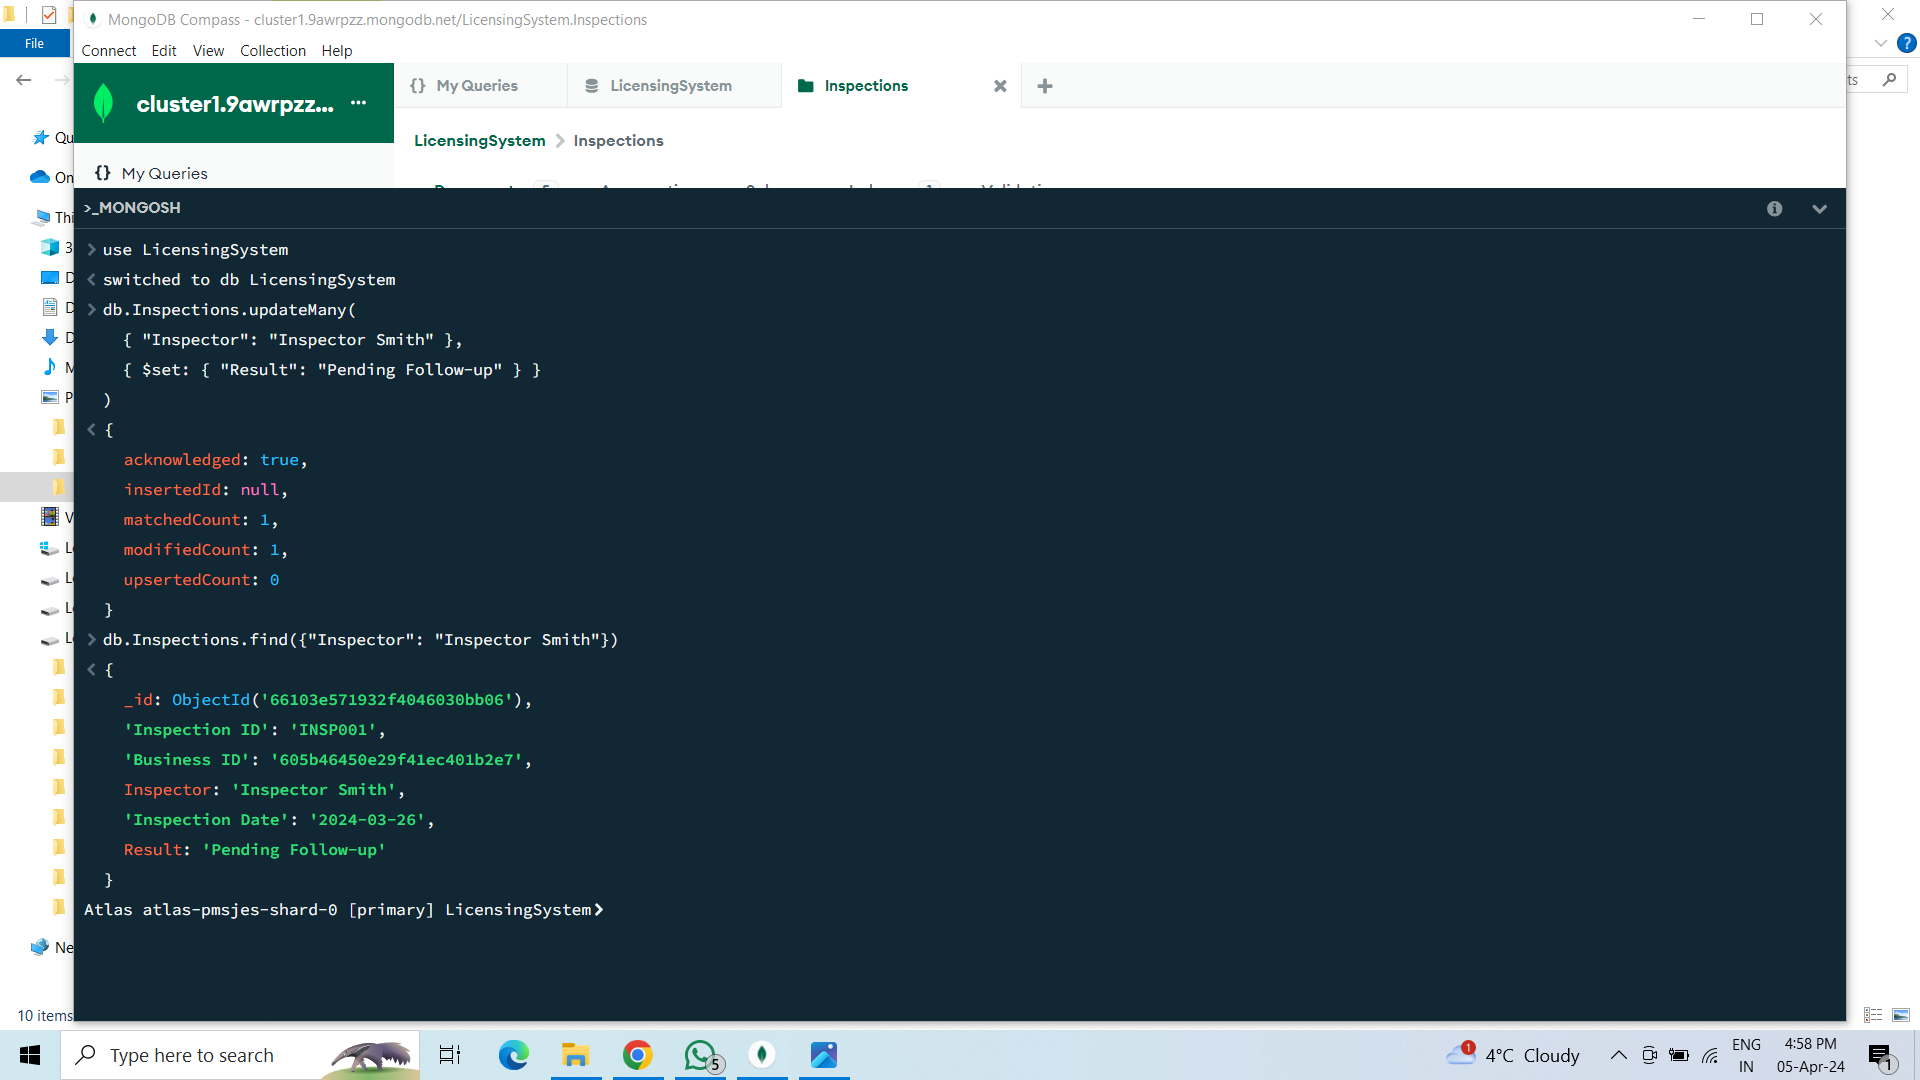 MongoDB Compass - cluster1.9awrpzz.mongodb.net/LicensingSystem.Inspections
File
Connect Edit View Collection Help
cluster1.9awrpzz... ···
{} My Queries
LicensingSystem
Inspections
LicensingSystem > Inspections
{} My Queries
>_MONGOSH
> use LicensingSystem
< switched to db LicensingSystem
> db.Inspections.updateMany(
{ "Inspector": "Inspector Smith" },
{ $set: { "Result": "Pending Follow-up" } }
)
< {
acknowledged: true,
insertedId: null,
matchedCount: 1,
modifiedCount: 1,
upsertedCount: 0
}
> db.Inspections.find({"Inspector": "Inspector Smith"})
< {
_id: ObjectId('66103e571932f4046030bb06'),
'Inspection ID': 'INSP001',
'Business ID': '605b46450e29f41ec401b2e7',
Inspector: 'Inspector Smith',
'Inspection Date': '2024-03-26',
Result: 'Pending Follow-up'
}
Atlas atlas-pmsjes-shard-0 [primary] LicensingSystem>
10 items
Type here to search
5
1
4°C Cloudy
ENG
IN
4:58 PM
05-Apr-24
1